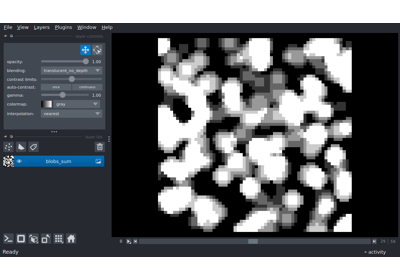 File View Layers Plugins Window Help
opacity: 1.00
blending: translucent_no_depth
contrast limits:
auto-contrast: once continuous
gamma: 1.00
colormap: gray
interpolation: nearest
blobs_sum
Ready
activity